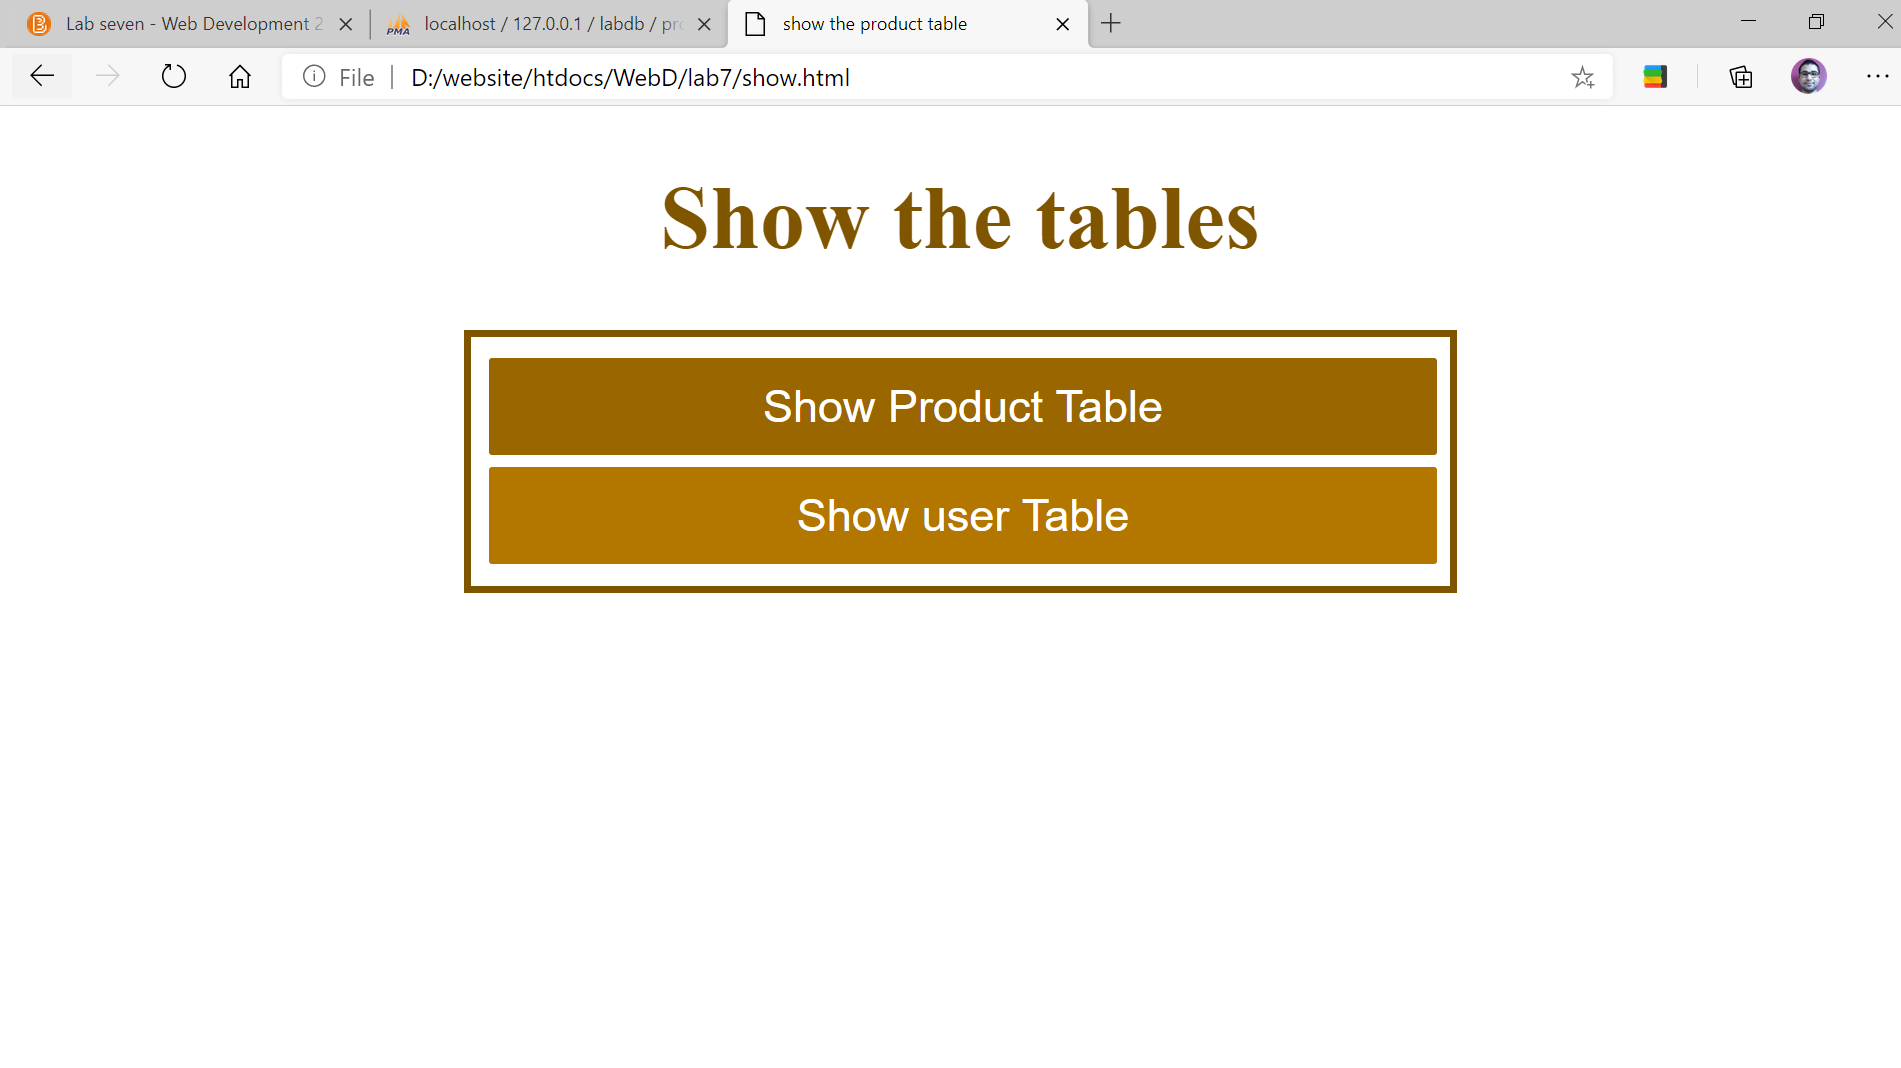 Lab seven - Web Development 2
localhost / 127.0.0.1 / labdb / pro
show the product table
File
D:/website/htdocs/WebD/lab7/show.html
Show the tables
Show Product Table
Show user Table